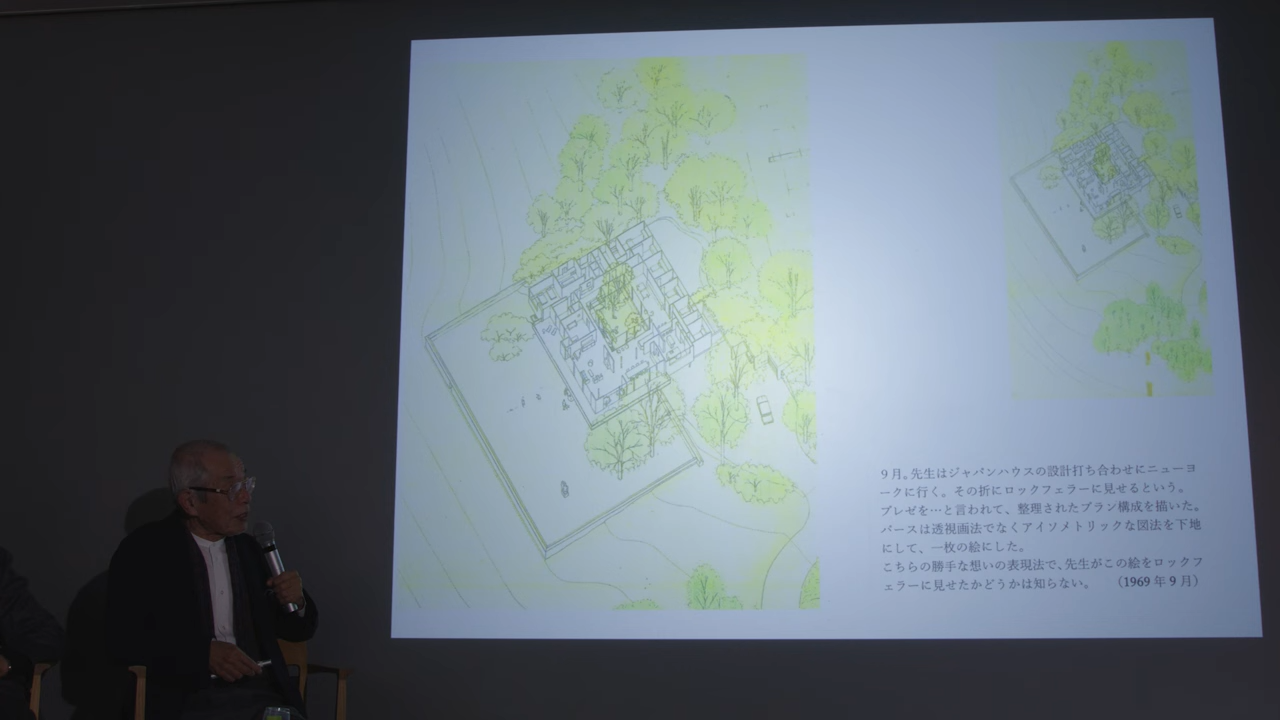 9月。先生はジャパンハウスの設計打ち合わせにニューヨ
ークに行く。その折にロックフェラーに見せるという。
プレゼを…と言われて、整理されたプラン構成を描いた。
パースは透視画法でなくアイソメトリックな図法を下地
にして、一枚の絵にした。
こちらの勝手な想いの表現法で、先生がこの絵をロックフ
ェラーに見せたかどうかは知らない。 （1969年9月）